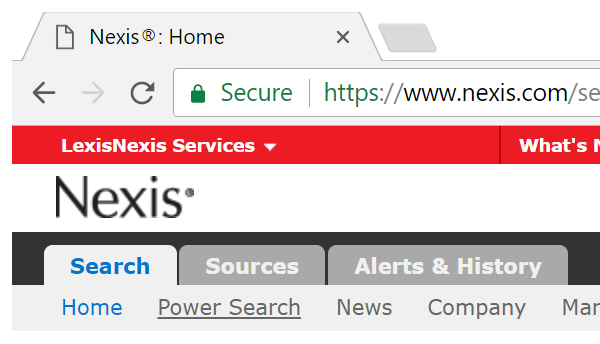 Nexis®: Home
Secure https://www.nexis.com/se
LexisNexis Services What's N
Nexis®
Search Sources Alerts & History
Home Power Search News Company Mar